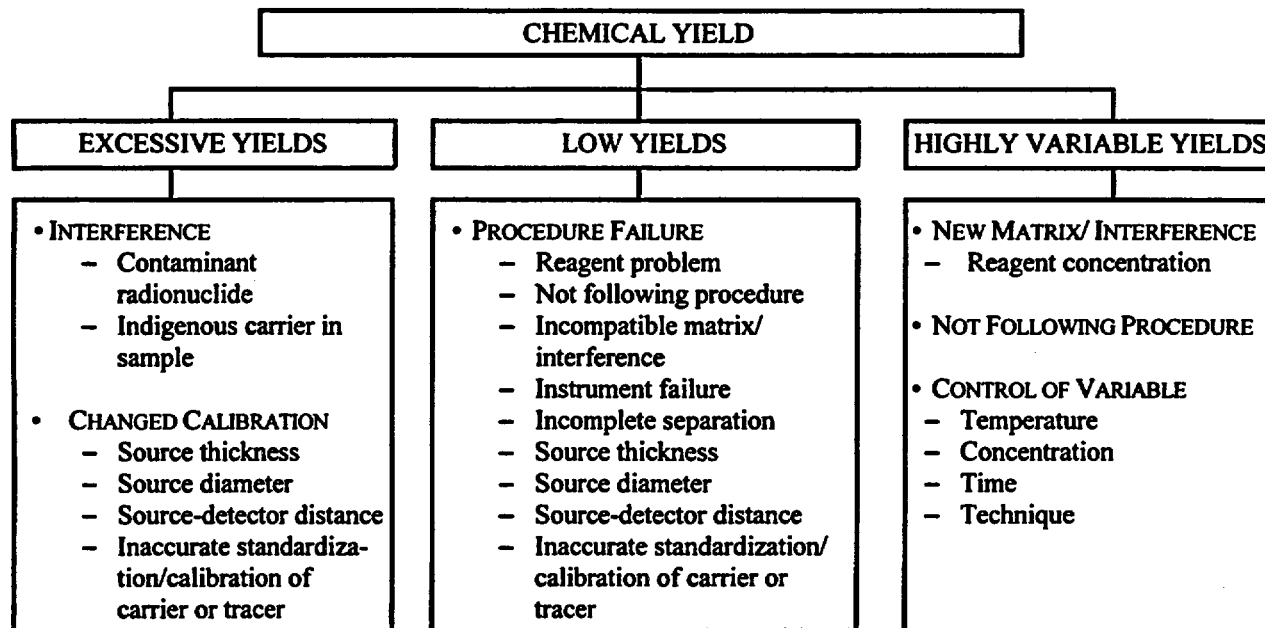 CHEMICAL YIELD
EXCESSIVE YIELDS
• INTERFERENCE
– Contaminant
radionuclide
– Indigenous carrier in
sample
• CHANGED CALIBRATION
– Source thickness
– Source diameter
– Source-detector distance
– Inaccurate standardiza-
tion/calibration of
carrier or tracer
LOW YIELDS
• PROCEDURE FAILURE
– Reagent problem
– Not following procedure
– Incompatible matrix/
interference
– Instrument failure
– Incomplete separation
– Source thickness
– Source diameter
– Source-detector distance
– Inaccurate standardization/
calibration of carrier or
tracer
HIGHLY VARIABLE YIELDS
• NEW MATRIX/ INTERFERENCE
– Reagent concentration
• NOT FOLLOWING PROCEDURE
• CONTROL OF VARIABLE
– Temperature
– Concentration
– Time
– Technique